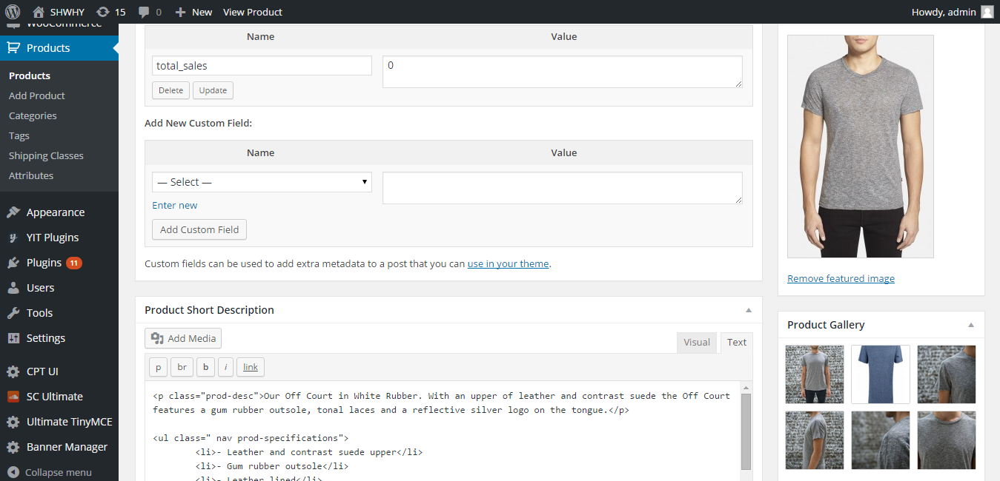 SHWHY 15 0 New View Product Howdy, admin
WooCommerce
Products
Products
Add Product
Categories
Tags
Shipping Classes
Attributes
Appearance
YIT Plugins
Plugins 11
Users
Tools
Settings
CPT UI
SC Ultimate
Ultimate TinyMCE
Banner Manager
Collapse menu
Name Value
total_sales 0
Delete Update
Add New Custom Field:
Name Value
— Select —
Enter new
Add Custom Field
Custom fields can be used to add extra metadata to a post that you can use in your theme.
Product Short Description
Add Media Visual Text
p br b i link
<p class="prod-desc">Our Off Court in White Rubber. With an upper of leather and contrast suede the Off Court
features a gum rubber outsole, tonal laces and a reflective silver logo on the tongue.</p>
<ul class=" nav prod-specifications">
<li>- Leather and contrast suede upper</li>
<li>- Gum rubber outsole</li>
<li>- Leather lined</li>
Remove featured image
Product Gallery